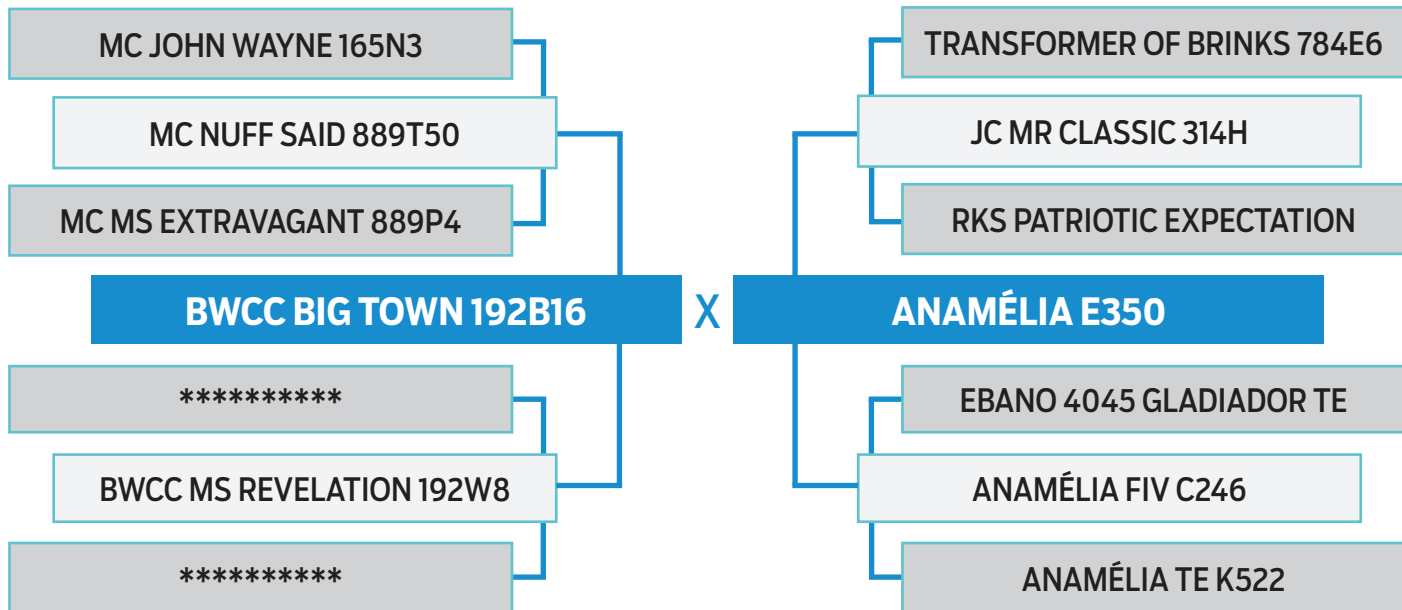 MC JOHN WAYNE 165N3
MC NUFF SAID 889T50
MC MS EXTRAVAGANT 889P4
BWCC BIG TOWN 192B16
**********
BWCC MS REVELATION 192W8
**********
X
TRANSFORMER OF BRINKS 784E6
JC MR CLASSIC 314H
RKS PATRIOTIC EXPECTATION
ANAMÉLIA E350
EBANO 4045 GLADIADOR TE
ANAMÉLIA FIV C246
ANAMÉLIA TE K522